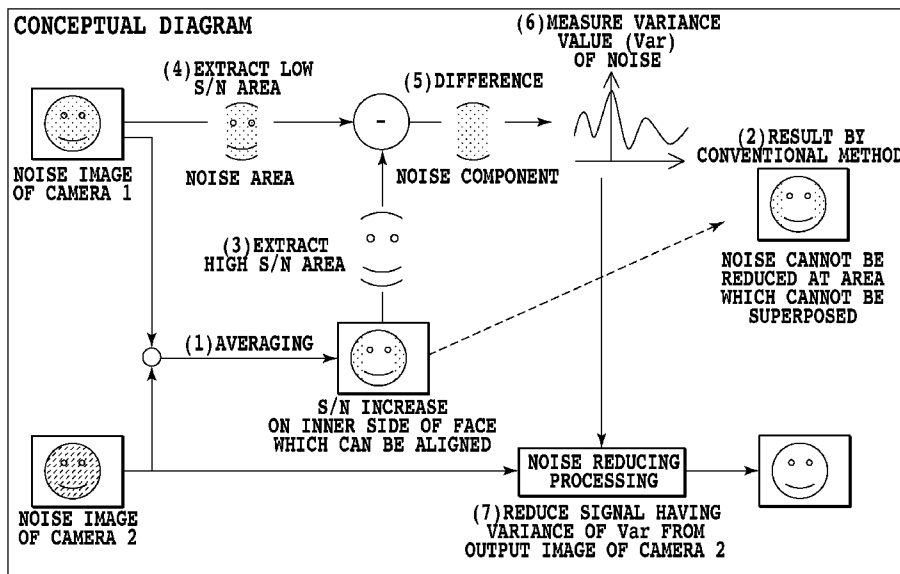 CONCEPTUAL DIAGRAM
(6)MEASURE VARIANCE
VALUE (Var)
OF NOISE
(4)EXTRACT LOW
S/N AREA
(5)DIFFERENCE
-
(2)RESULT BY
CONVENTIONAL METHOD
NOISE IMAGE
OF CAMERA 1
NOISE AREA
NOISE COMPONENT
(3)EXTRACT
HIGH S/N AREA
NOISE CANNOT BE
REDUCED AT AREA
WHICH CANNOT BE
SUPERPOSED
(1)AVERAGING
S/N INCREASE
ON INNER SIDE OF FACE
WHICH CAN BE ALIGNED
NOISE REDUCING
PROCESSING
NOISE IMAGE
OF CAMERA 2
(7)REDUCE SIGNAL HAVING
VARIANCE OF Var FROM
OUTPUT IMAGE OF CAMERA 2